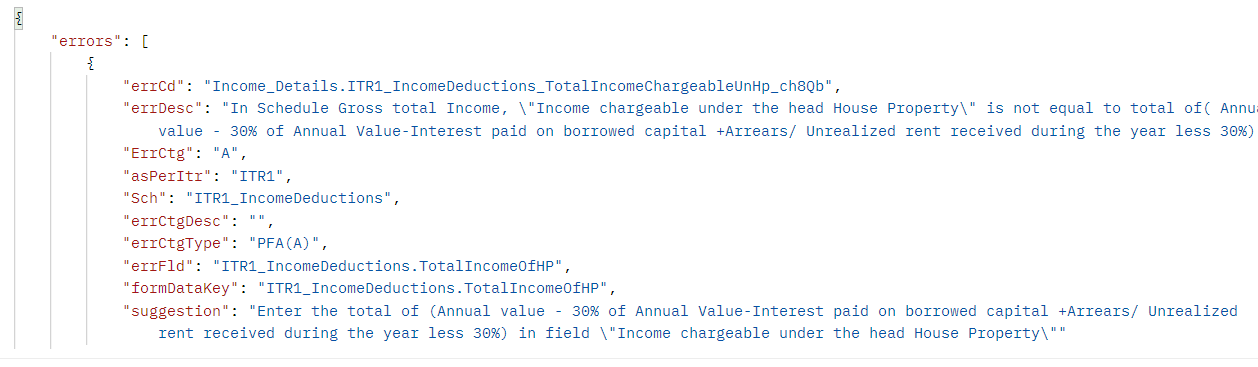 {
"errors": [
{
"errCd": "Income_Details.ITR1_IncomeDeductions_TotalIncomeChargeableUnHp_ch8Qb",
"errDesc": "In Schedule Gross total Income, \"Income chargeable under the head House Property\" is not equal to total of(
value - 30% of Annual Value-Interest paid on borrowed capital +Arrears/ Unrealized rent received during the year less 30%)
"ErrCtg": "A",
"asPerItr": "ITR1",
"Sch": "ITR1_IncomeDeductions",
"errCtgDesc": "",
"errCtgType": "PFA(A)",
"errFld": "ITR1_IncomeDeductions.TotalIncomeOfHP",
"formDataKey": "ITR1_IncomeDeductions.TotalIncomeOfHP",
"suggestion": "Enter the total of (Annual value - 30% of Annual Value-Interest paid on borrowed capital +Arrears/ Unrealized
rent received during the year less 30%) in field \"Income chargeable under the head House Property\""